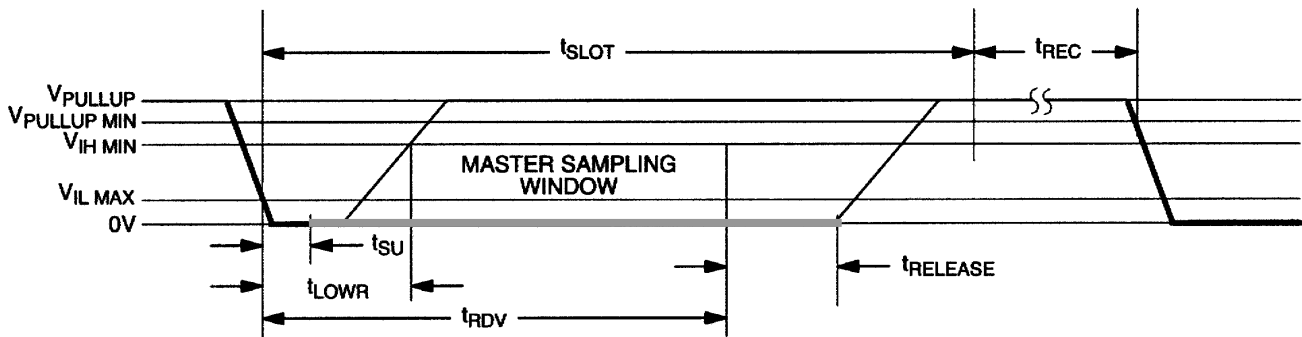 tSLOT
tREC
VPULLUP
VPULLUP MIN
VIH MIN
MASTER SAMPLING
WINDOW
VIL MAX
0V
tSU
tRELEASE
tLOWR
tRDV